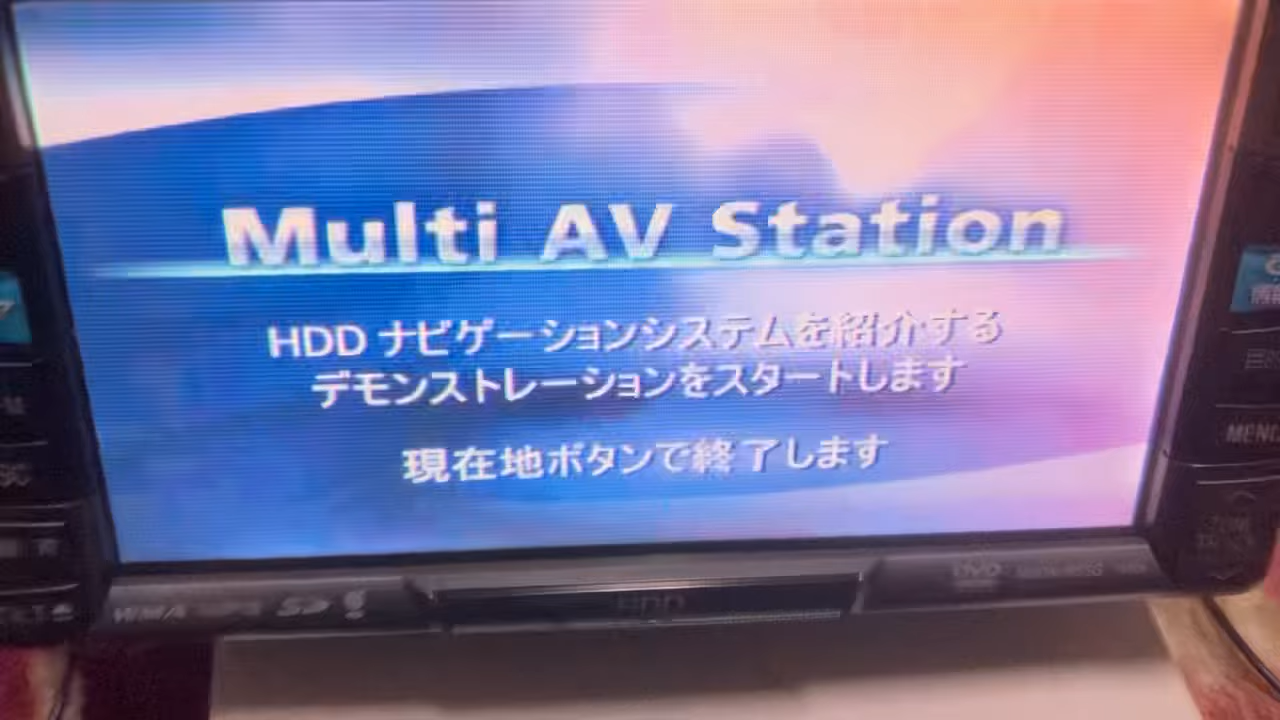 Multi AV Station
HDD ナビゲーションシステムを紹介する
デモンストレーションをスタートします
現在地ボタンで終了します
MENU
WMA
SD
HDD
DVD